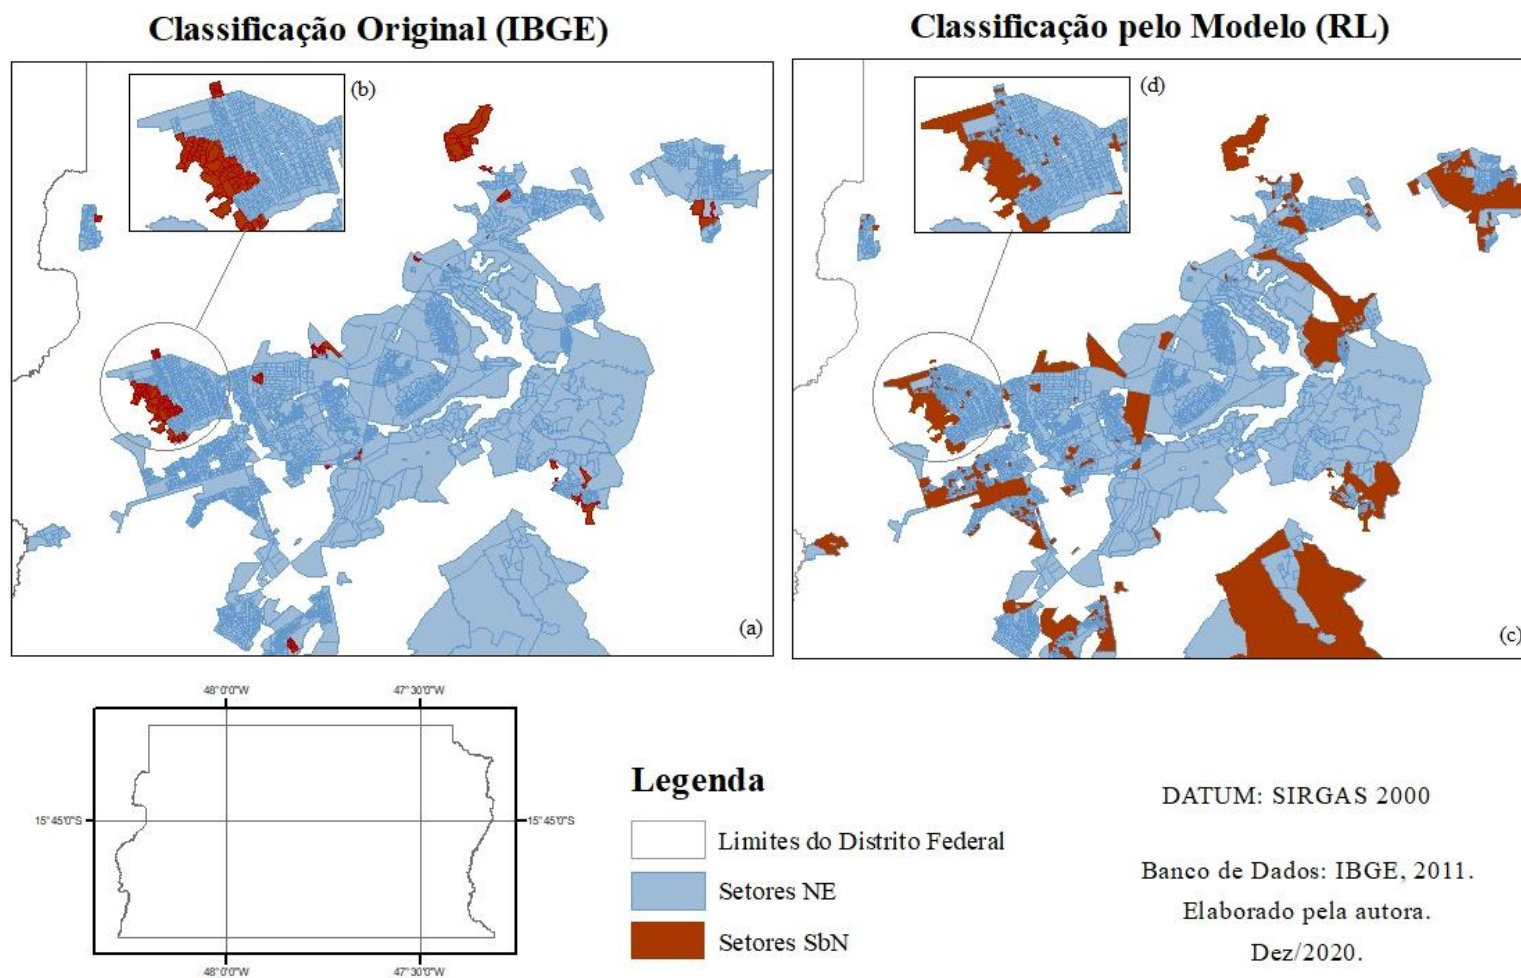 Classificação Original (IBGE)
Classificação pelo Modelo (RL)
(b)
(d)
(a)
(c)
48°0'0"W
47°30'0"W
15°45'0"S
15°45'0"S
48°0'0"W
47°30'0"W
Legenda
Limites do Distrito Federal
Setores NE
Setores SbN
DATUM: SIRGAS 2000
Banco de Dados: IBGE, 2011.
Elaborado pela autora.
Dez/2020.